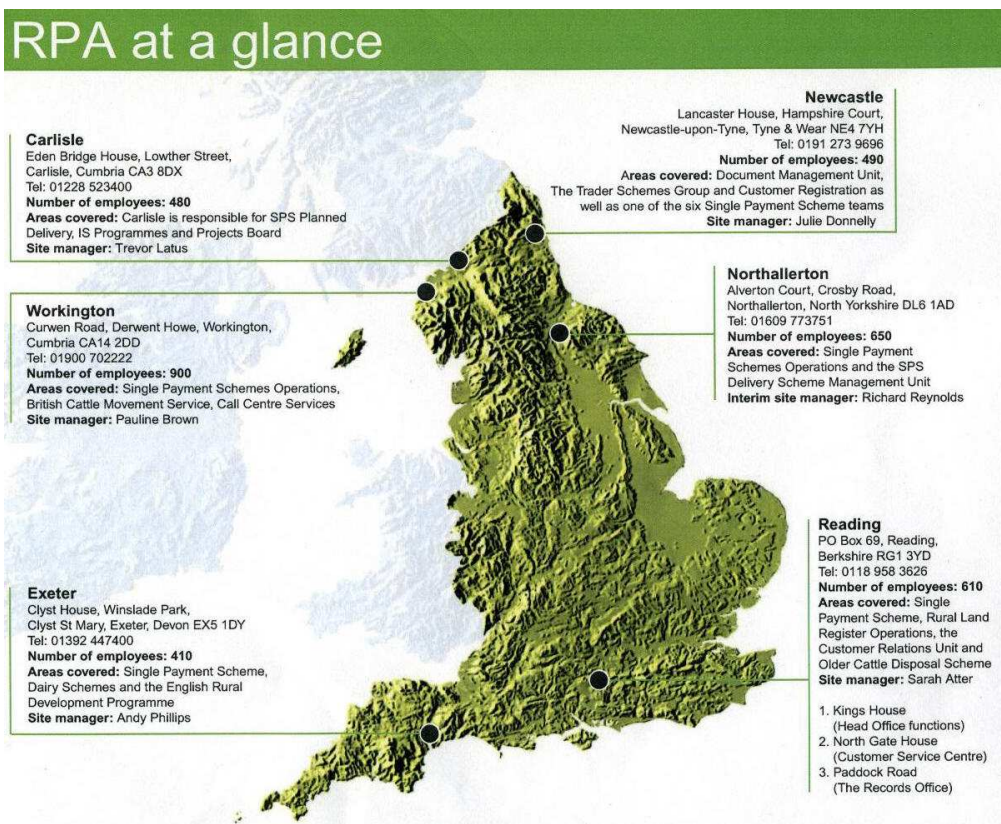 RPA at a glance
Carlisle
Eden Bridge House, Lowther Street,
Carlisle, Cumbria CA3 8DX
Tel: 01228 523400
Number of employees: 480
Areas covered: Carlisle is responsible for SPS Planned
Delivery, IS Programmes and Projects Board
Site manager: Trevor Latus
Workington
Curwen Road, Derwent Howe, Workington,
Cumbria CA14 2DD
Tel: 01900 702222
Number of employees: 900
Areas covered: Single Payment Schemes Operations,
British Cattle Movement Service, Call Centre Services
Site manager: Pauline Brown
Exeter
Clyst House, Winslade Park,
Clyst St Mary, Exeter, Devon EX5 1DY
Tel: 01392 447400
Number of employees: 410
Areas covered: Single Payment Scheme,
Dairy Schemes and the English Rural
Development Programme
Site manager: Andy Phillips
Newcastle
Lancaster House, Hampshire Court,
Newcastle-upon-Tyne, Tyne & Wear NE4 7YH
Tel: 0191 273 9696
Number of employees: 490
Areas covered: Document Management Unit,
The Trader Schemes Group and Customer Registration as
well as one of the six Single Payment Scheme teams
Site manager: Julie Donnelly
Northallerton
Alverton Court, Crosby Road,
Northallerton, North Yorkshire DL6 1AD
Tel: 01609 773751
Number of employees: 650
Areas covered: Single Payment
Schemes Operations and the SPS
Delivery Scheme Management Unit
Interim site manager: Richard Reynolds
Reading
PO Box 69, Reading,
Berkshire RG1 3YD
Tel: 0118 958 3626
Number of employees: 610
Areas covered: Single
Payment Scheme, Rural Land
Register Operations, the
Customer Relations Unit and
Older Cattle Disposal Scheme
Site manager: Sarah Atter
1. Kings House
(Head Office functions)
2. North Gate House
(Customer Service Centre)
3. Paddock Road
(The Records Office)